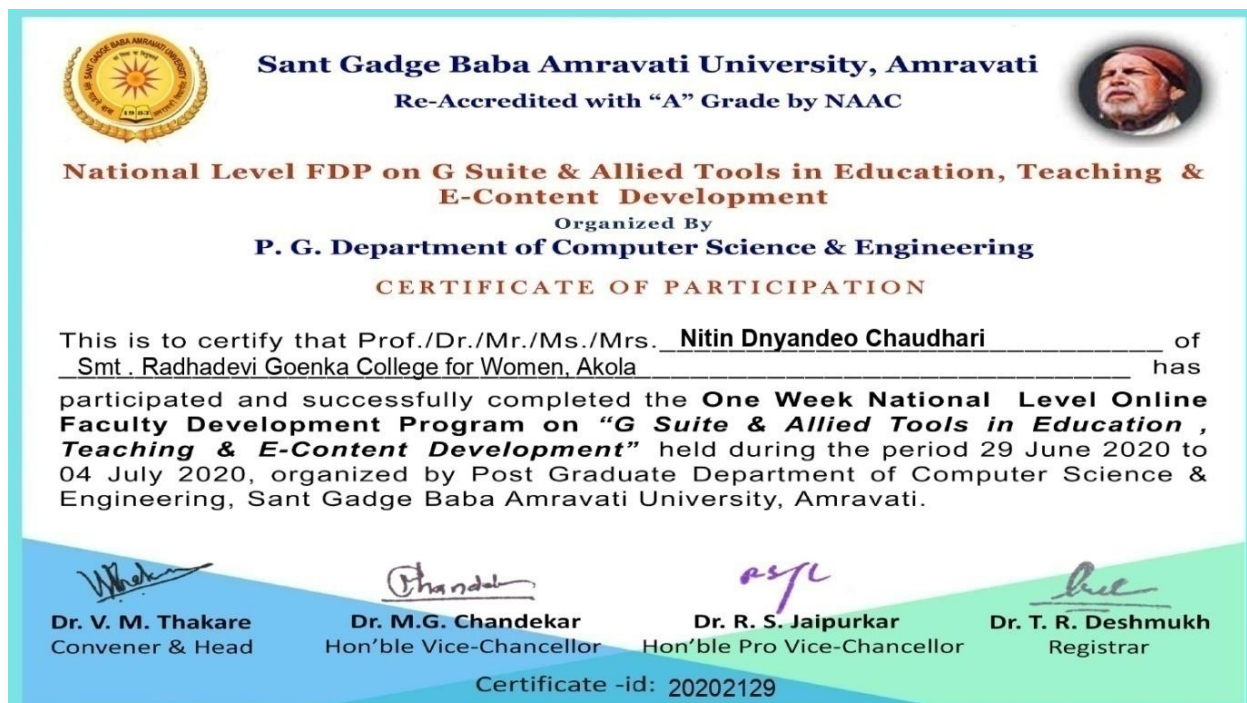 SANT GADGE BABA AMRAVATI UNIVERSITY
1983
Sant Gadge Baba Amravati University, Amravati
Re-Accredited with “A” Grade by NAAC
National Level FDP on G Suite & Allied Tools in Education, Teaching &
E-Content Development
Organized By
P. G. Department of Computer Science & Engineering
CERTIFICATE OF PARTICIPATION
This is to certify that Prof./Dr./Mr./Ms./Mrs. Nitin Dnyandeo Chaudhari of
Smt . Radhadevi Goenka College for Women, Akola has
participated and successfully completed the One Week National Level Online
Faculty Development Program on “G Suite & Allied Tools in Education ,
Teaching & E-Content Development” held during the period 29 June 2020 to
04 July 2020, organized by Post Graduate Department of Computer Science &
Engineering, Sant Gadge Baba Amravati University, Amravati.
Dr. V. M. Thakare Dr. M.G. Chandekar Dr. R. S. Jaipurkar Dr. T. R. Deshmukh
Convener & Head Hon’ble Vice-Chancellor Hon’ble Pro Vice-Chancellor Registrar
Certificate -id: 20202129